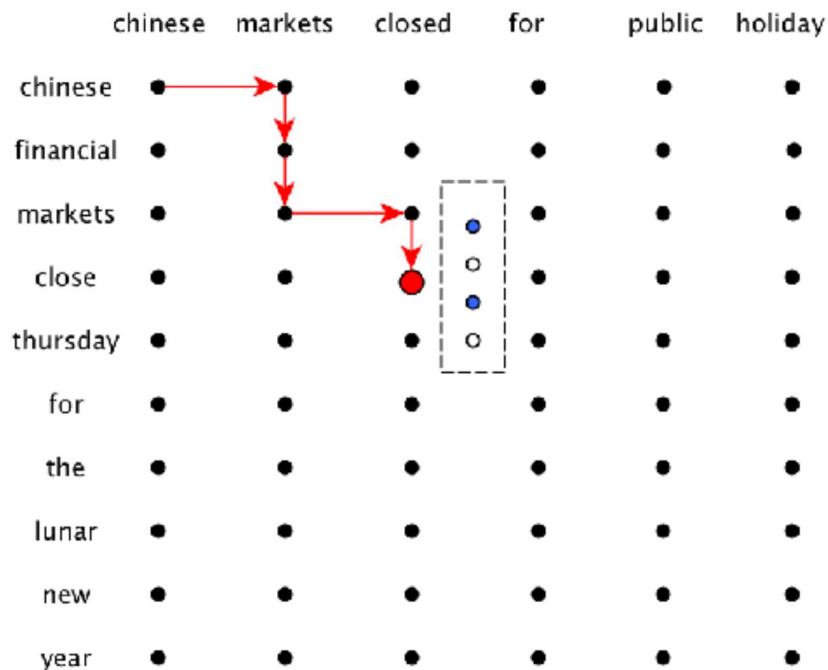 chinese markets closed for public holiday
chinese
financial
markets
close
thursday
for
the
lunar
new
year